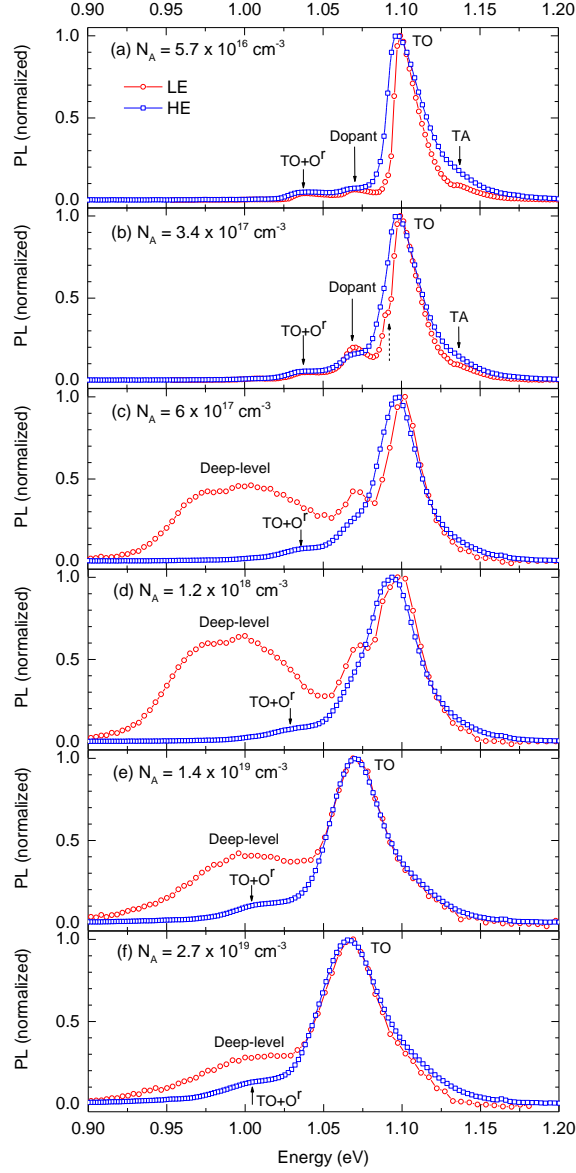 0.90 0.95 1.00 1.05 1.10 1.15 1.20
1.0
(a) N_A = 5.7 x 10^16 cm^-3
TO
LE
HE
Dopant
TO+O^r
TA
0.5
0.0
PL (normalized)
1.0
(b) N_A = 3.4 x 10^17 cm^-3
TO
Dopant
TO+O^r
TA
0.5
0.0
PL (normalized)
1.0
(c) N_A = 6 x 10^17 cm^-3
Deep-level
TO+O^r
0.5
0.0
PL (normalized)
1.0
(d) N_A = 1.2 x 10^18 cm^-3
Deep-level
TO+O^r
0.5
0.0
PL (normalized)
1.0
(e) N_A = 1.4 x 10^19 cm^-3
TO
Deep-level
TO+O^r
0.5
0.0
PL (normalized)
1.0
(f) N_A = 2.7 x 10^19 cm^-3
TO
Deep-level
TO+O^r
0.5
0.0
PL (normalized)
0.90 0.95 1.00 1.05 1.10 1.15 1.20
Energy (eV)